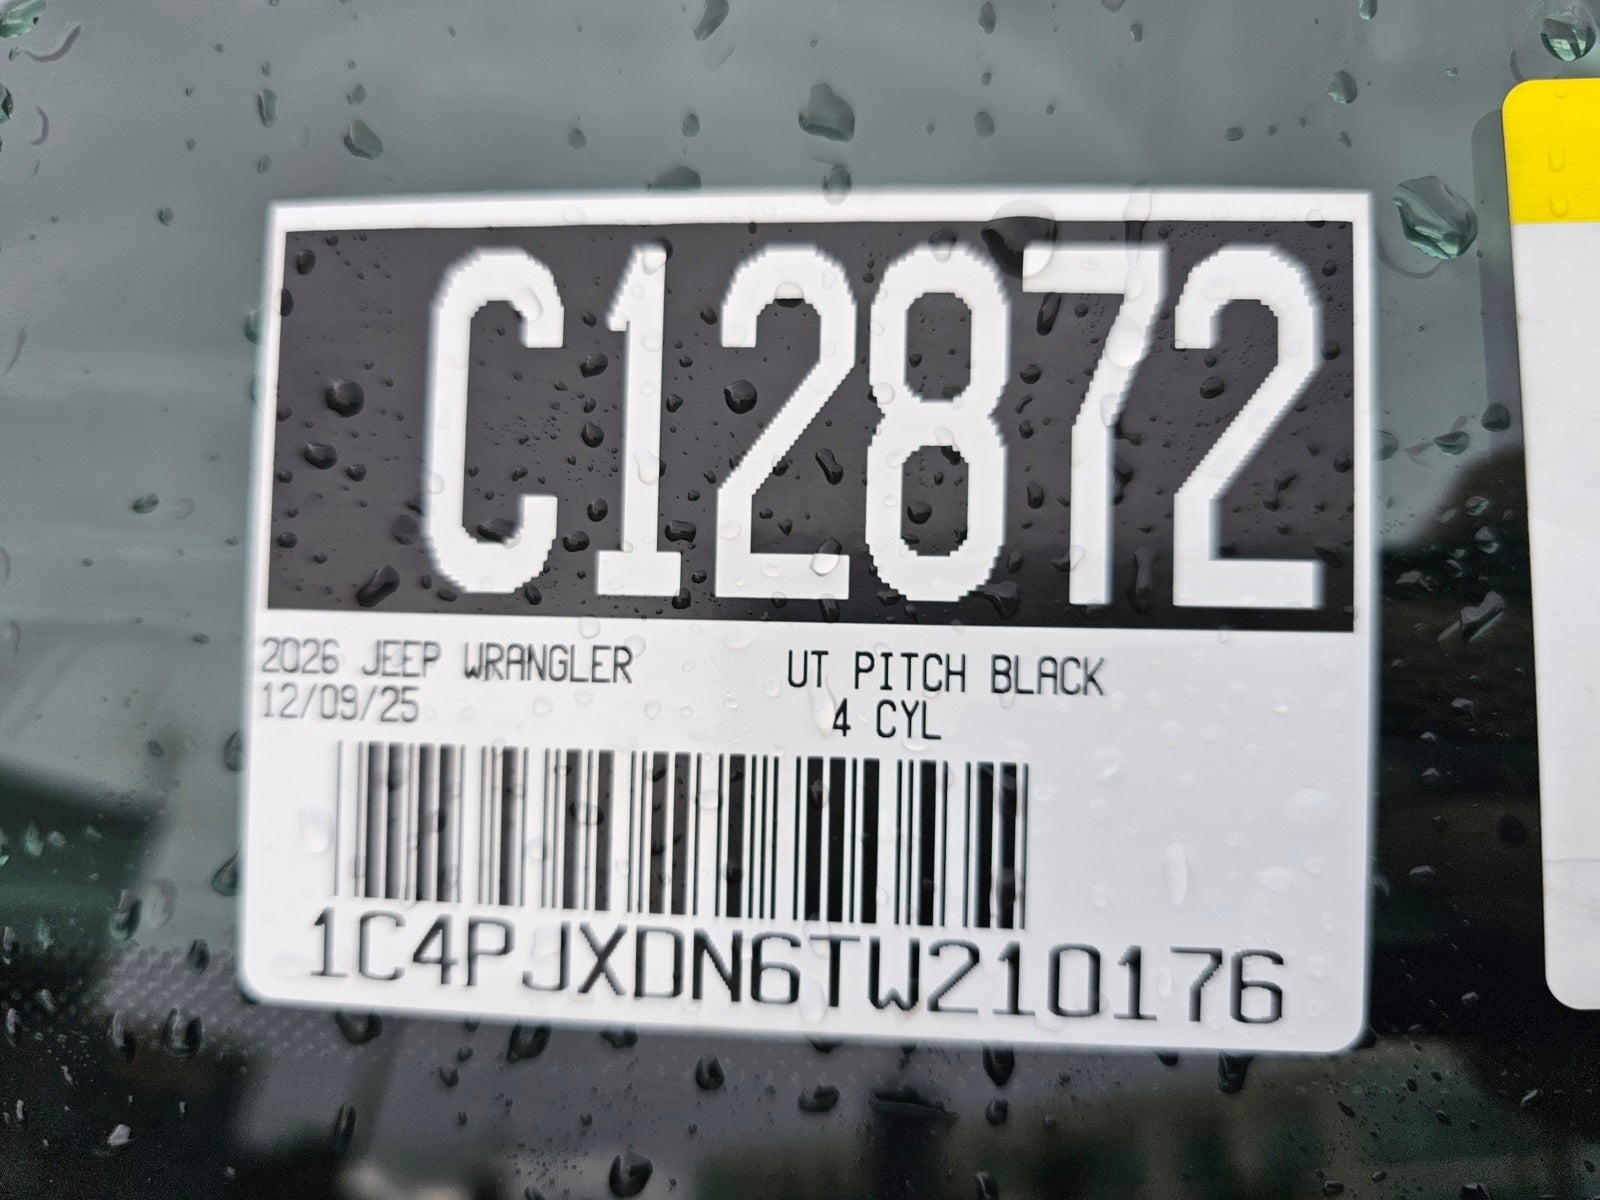 C12872
2026 JEEP WRANGLER UT PITCH BLACK
12/09/25 4 CYL
1C4PJXDN6TW210176